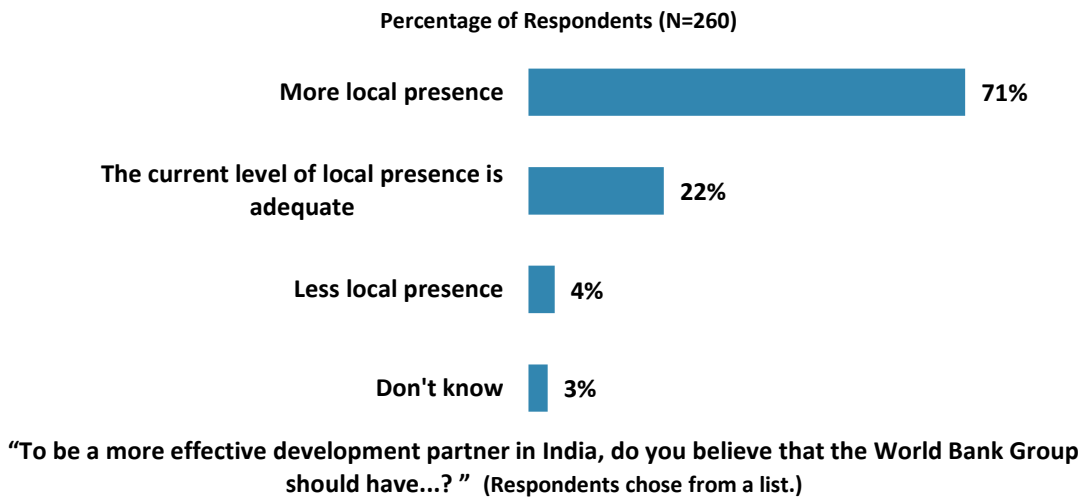 Percentage of Respondents (N=260)
More local presence
71%
The current level of local presence is
adequate
22%
Less local presence
4%
Don't know
3%
“To be a more effective development partner in India, do you believe that the World Bank Group
should have...? ” (Respondents chose from a list.)